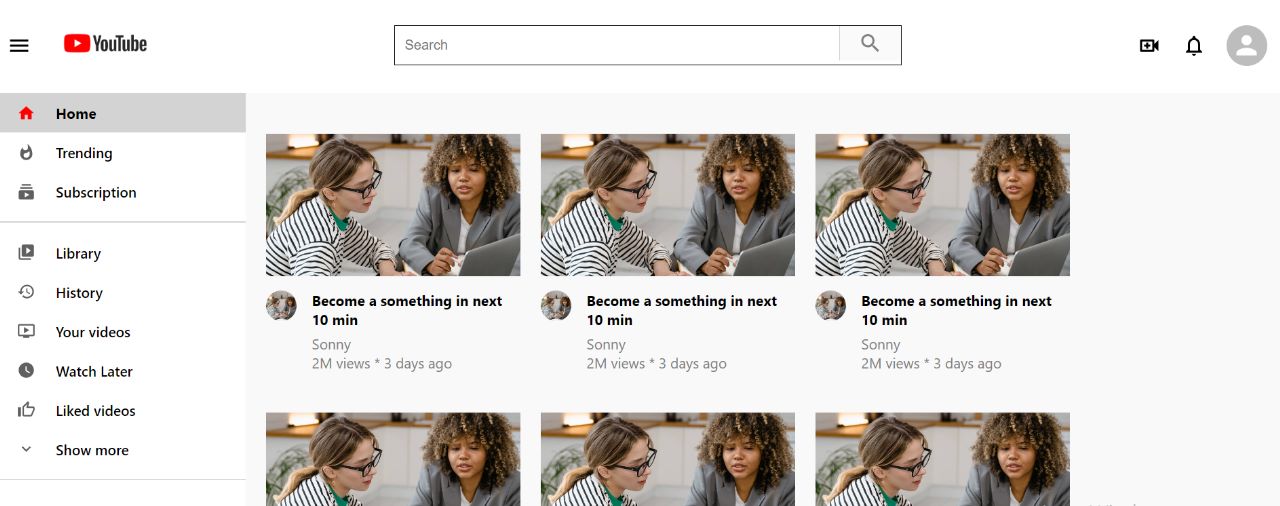 YouTube
Search
Home
Trending
Subscription
Library
History
Your videos
Watch Later
Liked videos
Show more
Become a something in next
10 min
Sonny
2M views * 3 days ago
Become a something in next
10 min
Sonny
2M views * 3 days ago
Become a something in next
10 min
Sonny
2M views * 3 days ago